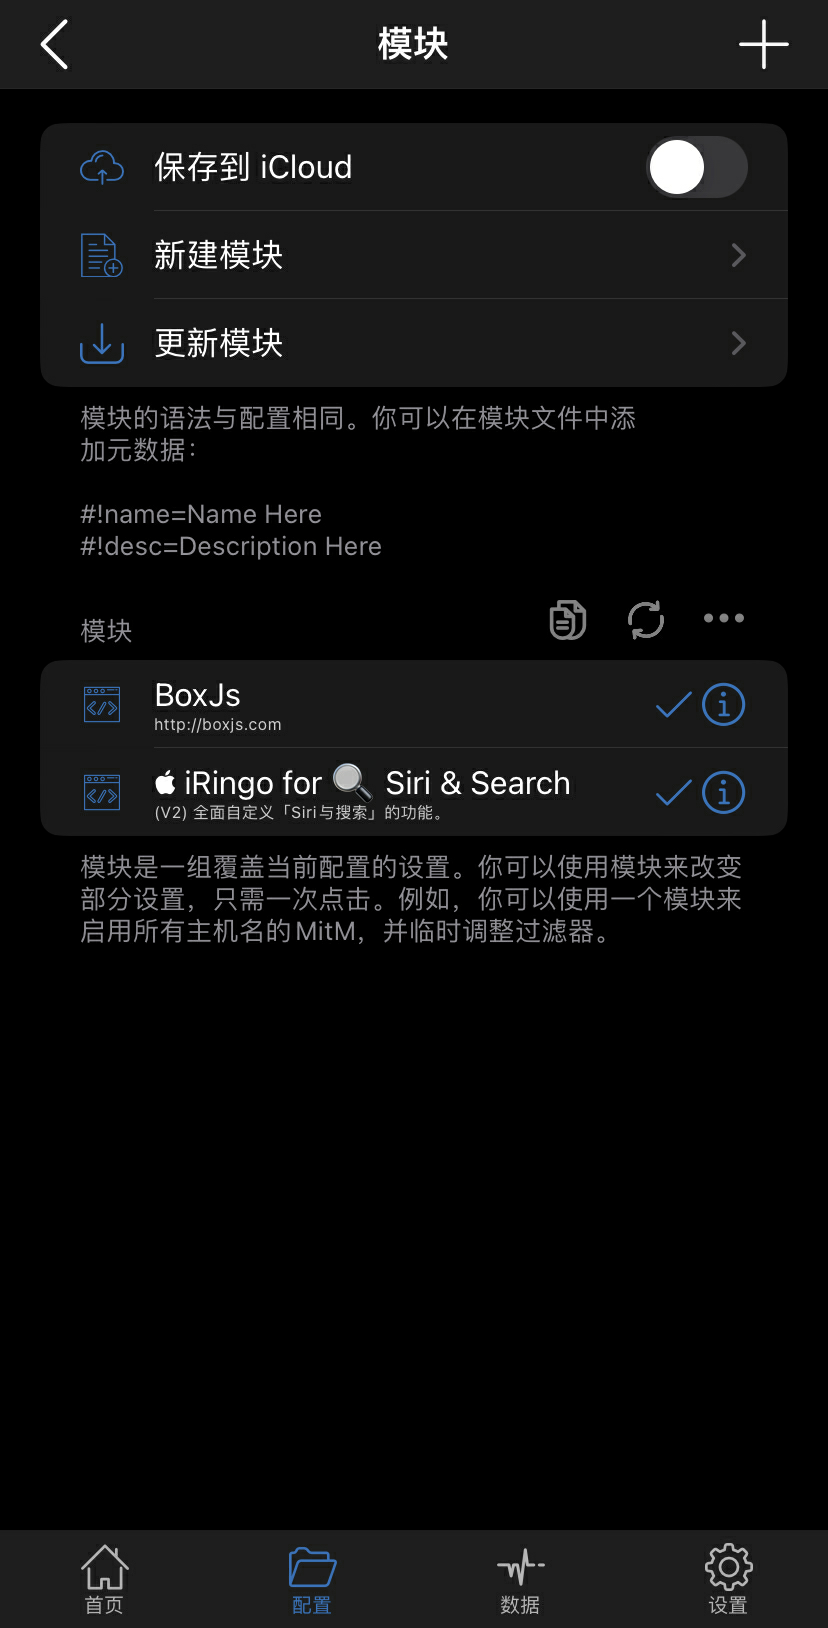 模块
保存到 iCloud
新建模块
更新模块
模块的语法与配置相同。你可以在模块文件中添
加元数据：
#!name=Name Here
#!desc=Description Here
模块
BoxJs
http://boxjs.com
 iRingo for 🔍 Siri & Search
(V2) 全面自定义「Siri与搜索」的功能。
模块是一组覆盖当前配置的设置。你可以使用模块来改变
部分设置，只需一次点击。例如，你可以使用一个模块来
启用所有主机名的MitM，并临时调整过滤器。
首页
配置
数据
设置